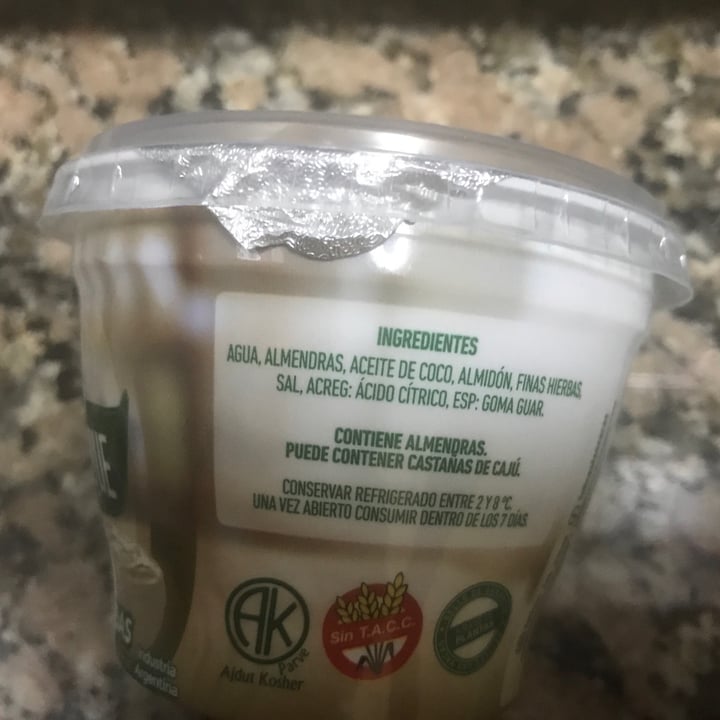 INGREDIENTES
AGUA, ALMENDRAS, ACEITE DE COCO, ALMIDÓN, FINAS HIERBAS,
SAL, ACREG: ÁCIDO CÍTRICO, ESP: GOMA GUAR.
CONTIENE ALMENDRAS.
PUEDE CONTENER CASTAÑAS DE CAJÚ.
CONSERVAR REFRIGERADO ENTRE 2 Y 8 °C.
UNA VEZ ABIERTO CONSUMIR DENTRO DE LOS 7 DÍAS
AK
Parve
Ajdut Kosher
Sin T.A.C.C.
PLANTAS
Industria
Argentina